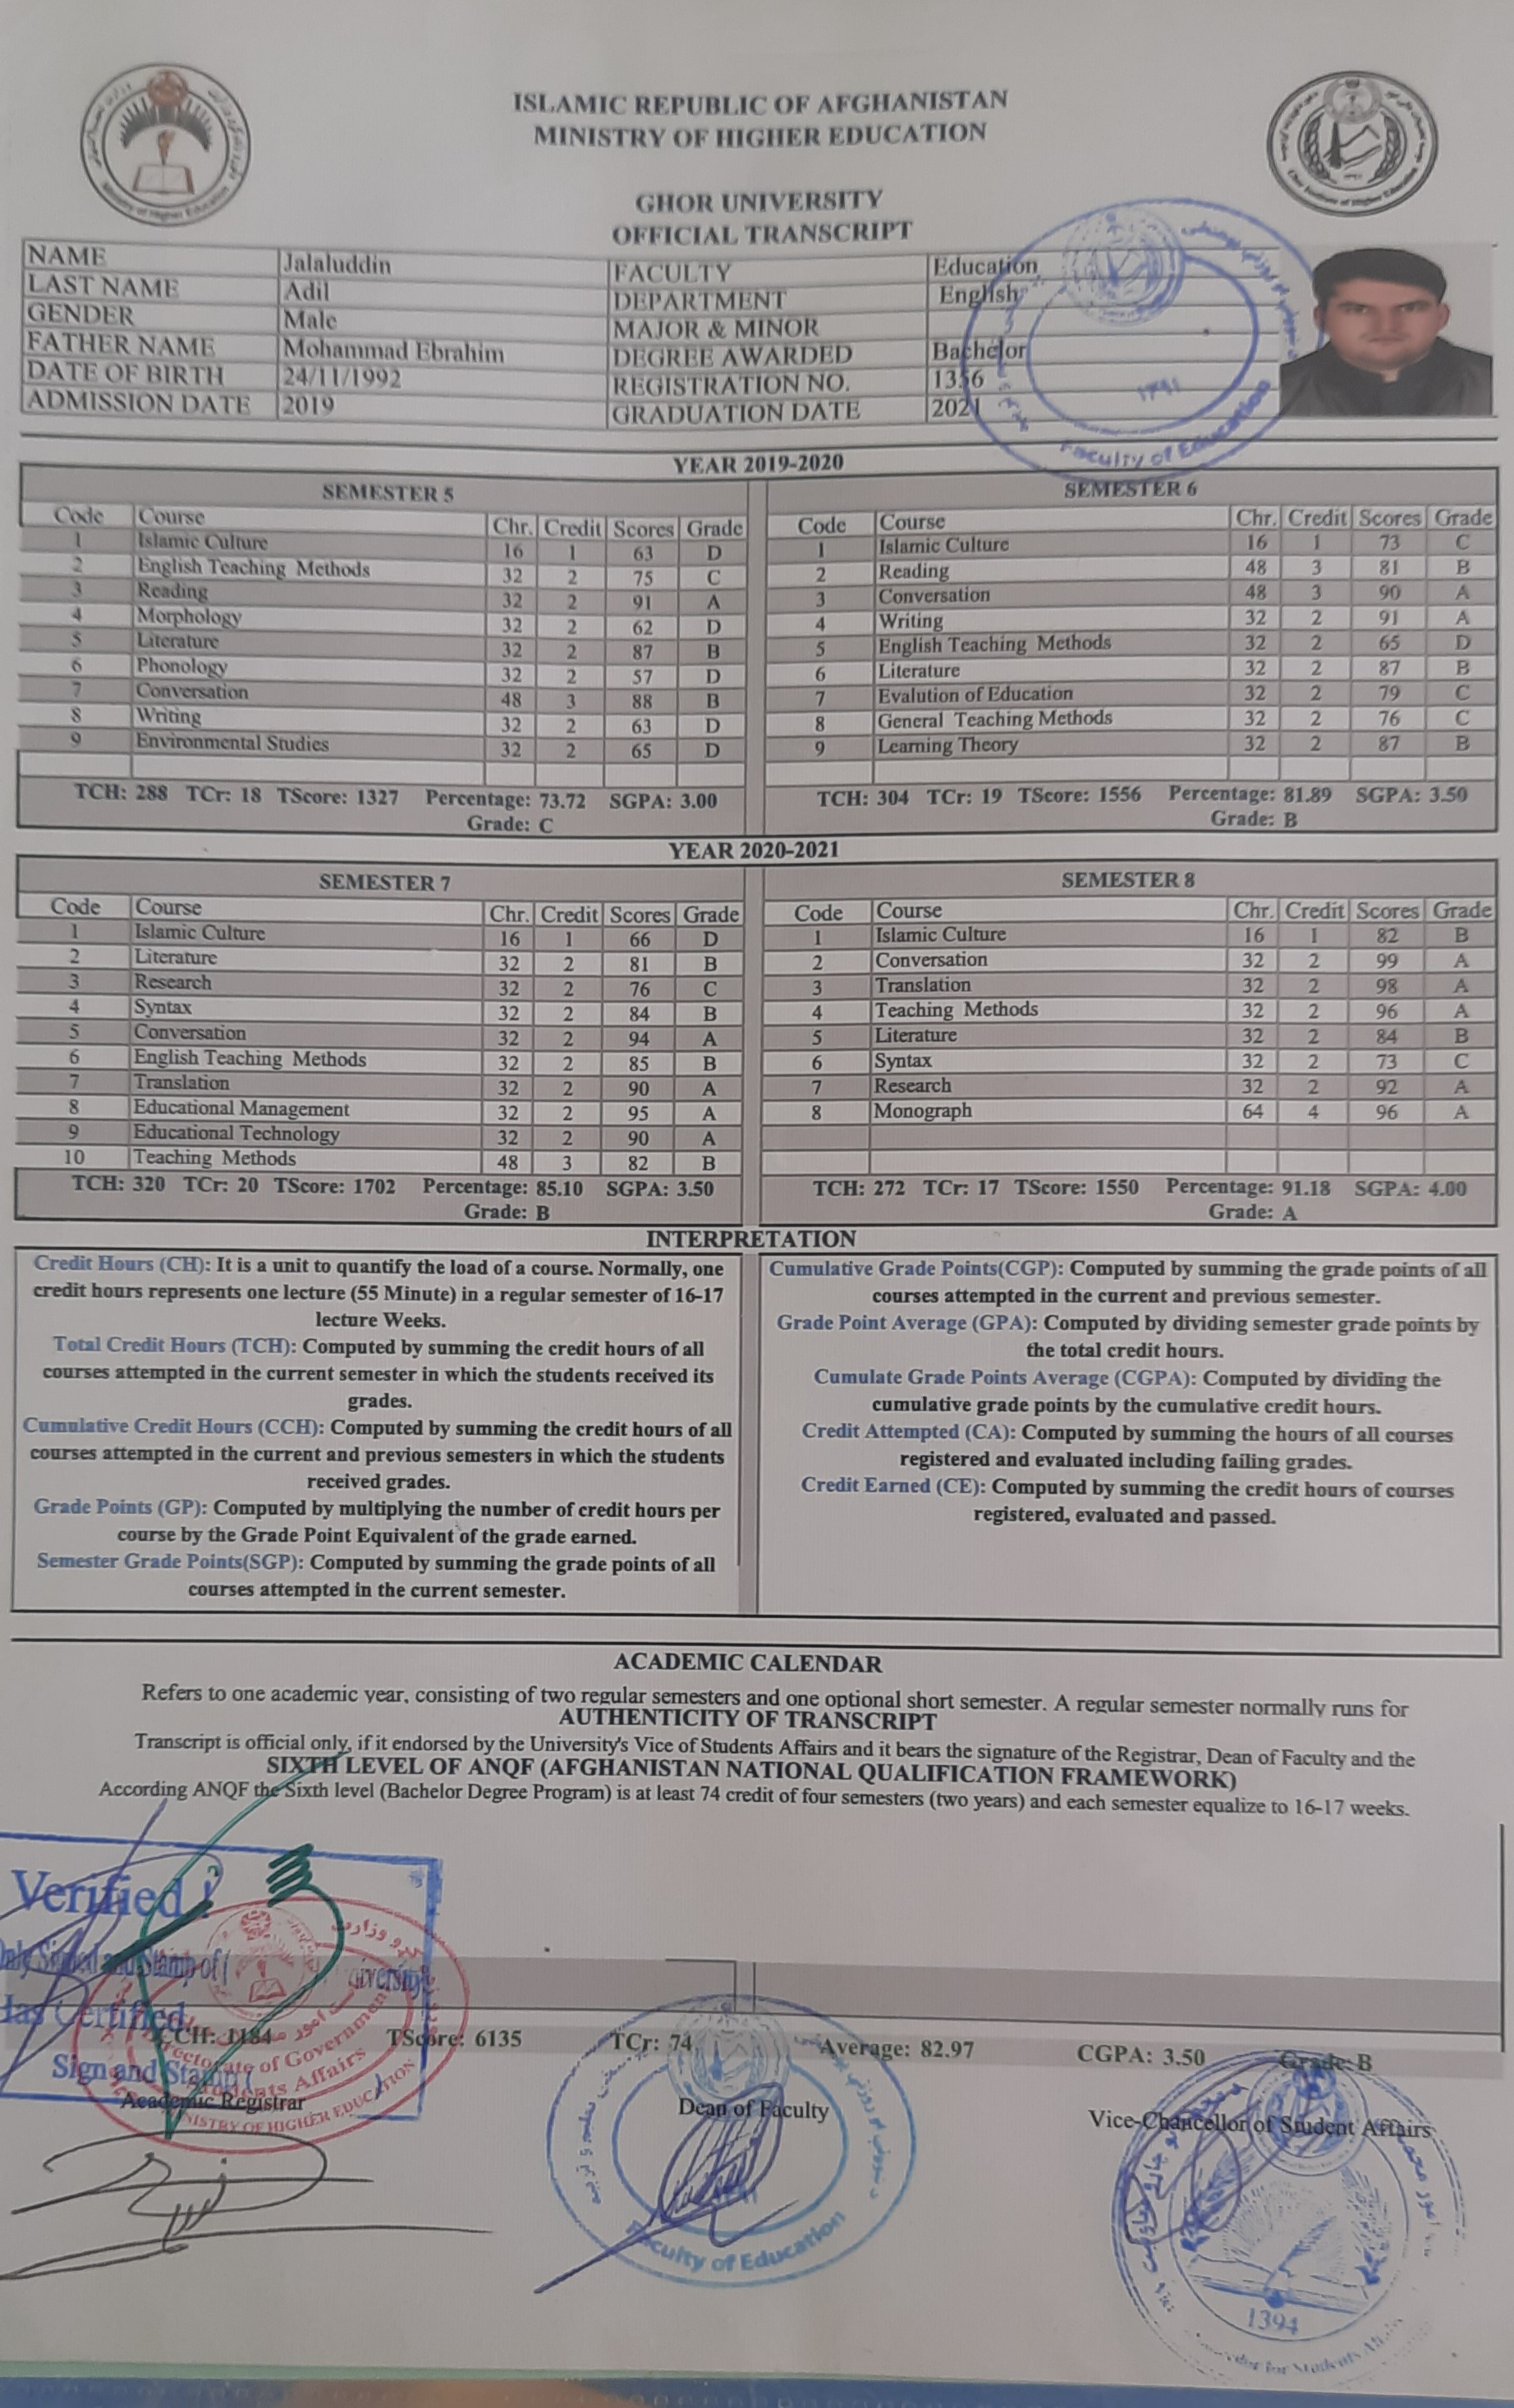 ISLAMIC REPUBLIC OF AFGHANISTAN
MINISTRY OF HIGHER EDUCATION
Ministry of Higher Education
Ghor Institute of Higher Education
GHOR UNIVERSITY
OFFICIAL TRANSCRIPT
NAME Jalaluddin FACULTY Education
LAST NAME Adil DEPARTMENT English
GENDER Male MAJOR & MINOR
FATHER NAME Mohammad Ebrahim DEGREE AWARDED Bachelor
DATE OF BIRTH 24/11/1992 REGISTRATION NO. 1356
ADMISSION DATE 2019 GRADUATION DATE 2021
۱۳۹۱
Faculty of Education
YEAR 2019-2020
SEMESTER 5
Code Course Chr. Credit Scores Grade
1 Islamic Culture 16 1 63 D
2 English Teaching Methods 32 2 75 C
3 Reading 32 2 91 A
4 Morphology 32 2 62 D
5 Literature 32 2 87 B
6 Phonology 32 2 57 D
7 Conversation 48 3 88 B
8 Writing 32 2 63 D
9 Environmental Studies 32 2 65 D
TCH: 288 TCr: 18 TScore: 1327 Percentage: 73.72 SGPA: 3.00
Grade: C
SEMESTER 6
Code Course Chr. Credit Scores Grade
1 Islamic Culture 16 1 73 C
2 Reading 48 3 81 B
3 Conversation 48 3 90 A
4 Writing 32 2 91 A
5 English Teaching Methods 32 2 65 D
6 Literature 32 2 87 B
7 Evalution of Education 32 2 79 C
8 General Teaching Methods 32 2 76 C
9 Learning Theory 32 2 87 B
TCH: 304 TCr: 19 TScore: 1556 Percentage: 81.89 SGPA: 3.50
Grade: B
YEAR 2020-2021
SEMESTER 7
Code Course Chr. Credit Scores Grade
1 Islamic Culture 16 1 66 D
2 Literature 32 2 81 B
3 Research 32 2 76 C
4 Syntax 32 2 84 B
5 Conversation 32 2 94 A
6 English Teaching Methods 32 2 85 B
7 Translation 32 2 90 A
8 Educational Management 32 2 95 A
9 Educational Technology 32 2 90 A
10 Teaching Methods 48 3 82 B
TCH: 320 TCr: 20 TScore: 1702 Percentage: 85.10 SGPA: 3.50
Grade: B
SEMESTER 8
Code Course Chr. Credit Scores Grade
1 Islamic Culture 16 1 82 B
2 Conversation 32 2 99 A
3 Translation 32 2 98 A
4 Teaching Methods 32 2 96 A
5 Literature 32 2 84 B
6 Syntax 32 2 73 C
7 Research 32 2 92 A
8 Monograph 64 4 96 A
TCH: 272 TCr: 17 TScore: 1550 Percentage: 91.18 SGPA: 4.00
Grade: A
INTERPRETATION
Credit Hours (CH): It is a unit to quantify the load of a course. Normally, one
credit hours represents one lecture (55 Minute) in a regular semester of 16-17
lecture Weeks.
Total Credit Hours (TCH): Computed by summing the credit hours of all
courses attempted in the current semester in which the students received its
grades.
Cumulative Credit Hours (CCH): Computed by summing the credit hours of all
courses attempted in the current and previous semesters in which the students
received grades.
Grade Points (GP): Computed by multiplying the number of credit hours per
course by the Grade Point Equivalent of the grade earned.
Semester Grade Points(SGP): Computed by summing the grade points of all
courses attempted in the current semester.
Cumulative Grade Points(CGP): Computed by summing the grade points of all
courses attempted in the current and previous semester.
Grade Point Average (GPA): Computed by dividing semester grade points by
the total credit hours.
Cumulate Grade Points Average (CGPA): Computed by dividing the
cumulative grade points by the cumulative credit hours.
Credit Attempted (CA): Computed by summing the hours of all courses
registered and evaluated including failing grades.
Credit Earned (CE): Computed by summing the credit hours of courses
registered, evaluated and passed.
ACADEMIC CALENDAR
Refers to one academic year, consisting of two regular semesters and one optional short semester. A regular semester normally runs for
AUTHENTICITY OF TRANSCRIPT
Transcript is official only, if it endorsed by the University's Vice of Students Affairs and it bears the signature of the Registrar, Dean of Faculty and the
SIXTH LEVEL OF ANQF (AFGHANISTAN NATIONAL QUALIFICATION FRAMEWORK)
According ANQF the Sixth level (Bachelor Degree Program) is at least 74 credit of four semesters (two years) and each semester equalize to 16-17 weeks.
Verified !
Only Signed and Stamp of (
Has Certified
Sign and Stamp (
Directorate of Government
Students Affairs
MINISTRY OF HIGHER EDUCATION
CCH: 1184 TScore: 6135 TCr: 74 Average: 82.97 CGPA: 3.50 Grade: B
Academic Registrar Dean of Faculty Vice-Chancellor of Student Affairs
Faculty of Education
1394